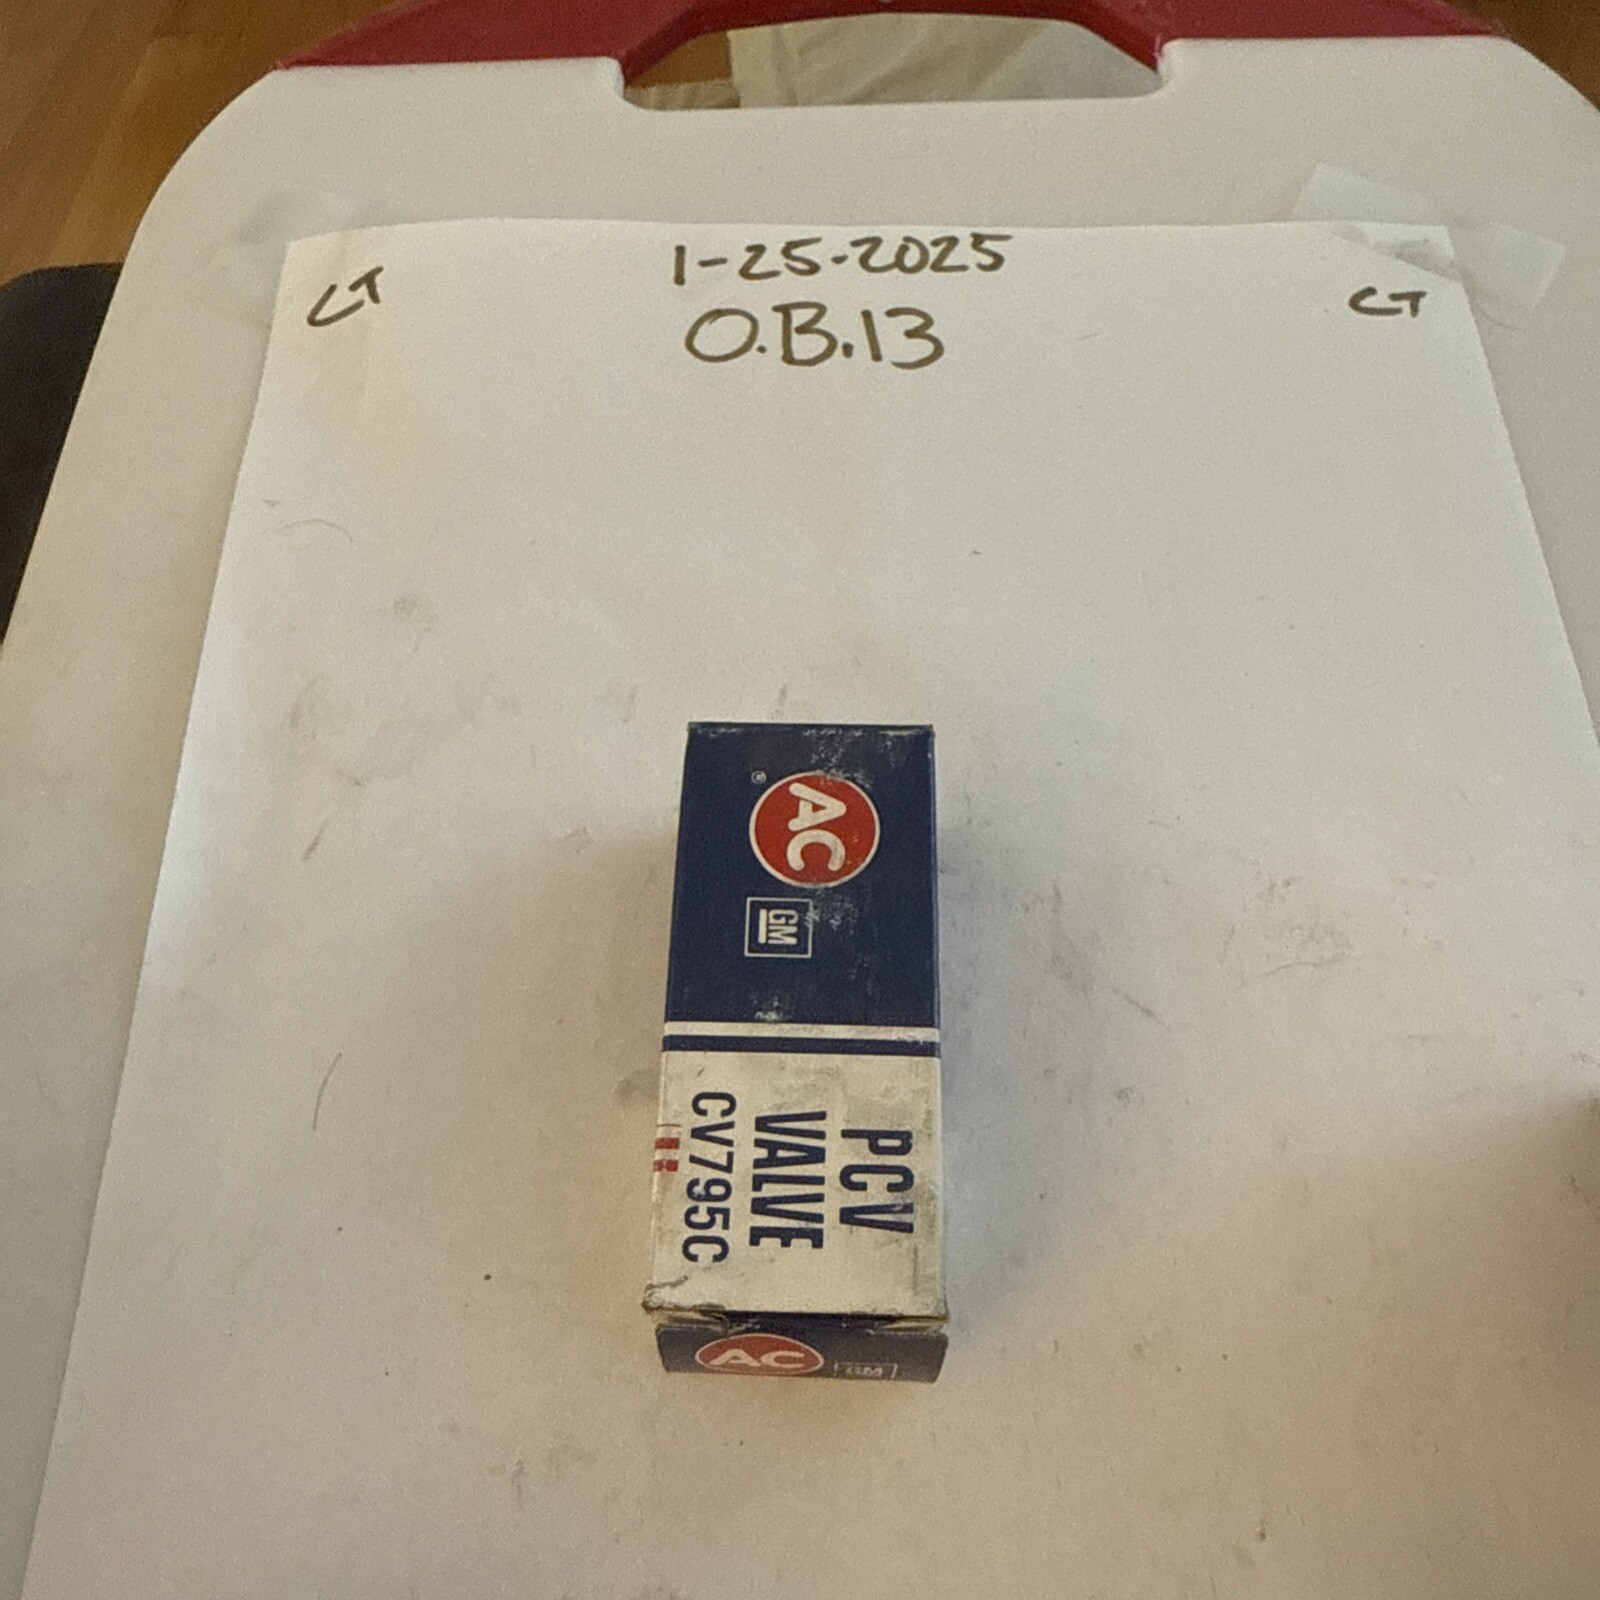 1-25-2025
CT
CT
O.B.13
AC
®
GM
PCV
VALVE
CV795C
AC
GM